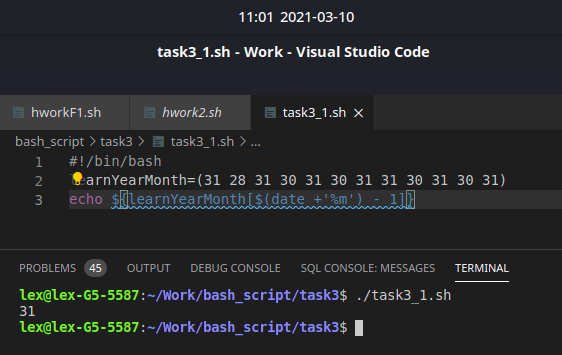 11:01 2021-03-10
task3_1.sh - Work - Visual Studio Code
hworkF1.sh hwork2.sh task3_1.sh ×
bash_script > task3 > task3_1.sh > ...
1 #!/bin/bash
2 earnYearMonth=(31 28 31 30 31 30 31 31 30 31 30 31)
3 echo ${learnYearMonth[$(date +'%m') - 1]}
PROBLEMS 45 OUTPUT DEBUG CONSOLE SQL CONSOLE: MESSAGES TERMINAL
lex@lex-G5-5587:~/Work/bash_script/task3$ ./task3_1.sh
31
lex@lex-G5-5587:~/Work/bash_script/task3$